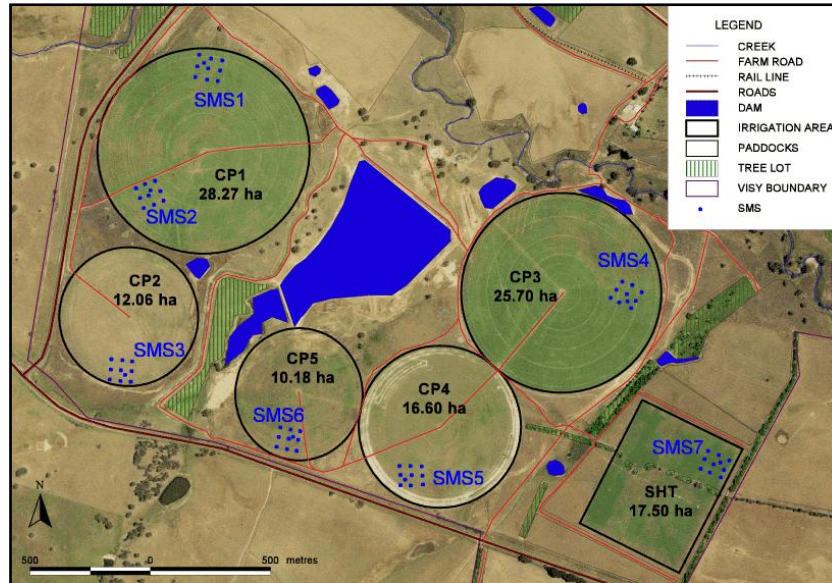 LEGEND
CREEK
FARM ROAD
RAIL LINE
ROADS
DAM
IRRIGATION AREA
PADDOCKS
TREE LOT
VISY BOUNDARY
SMS
SMS1
CP1
28.27 ha
SMS2
CP2
12.06 ha
SMS3
CP3
25.70 ha
SMS4
CP5
10.18 ha
SMS6
CP4
16.60 ha
SMS5
SMS7
SHT
17.50 ha
N
500 0 500 metres